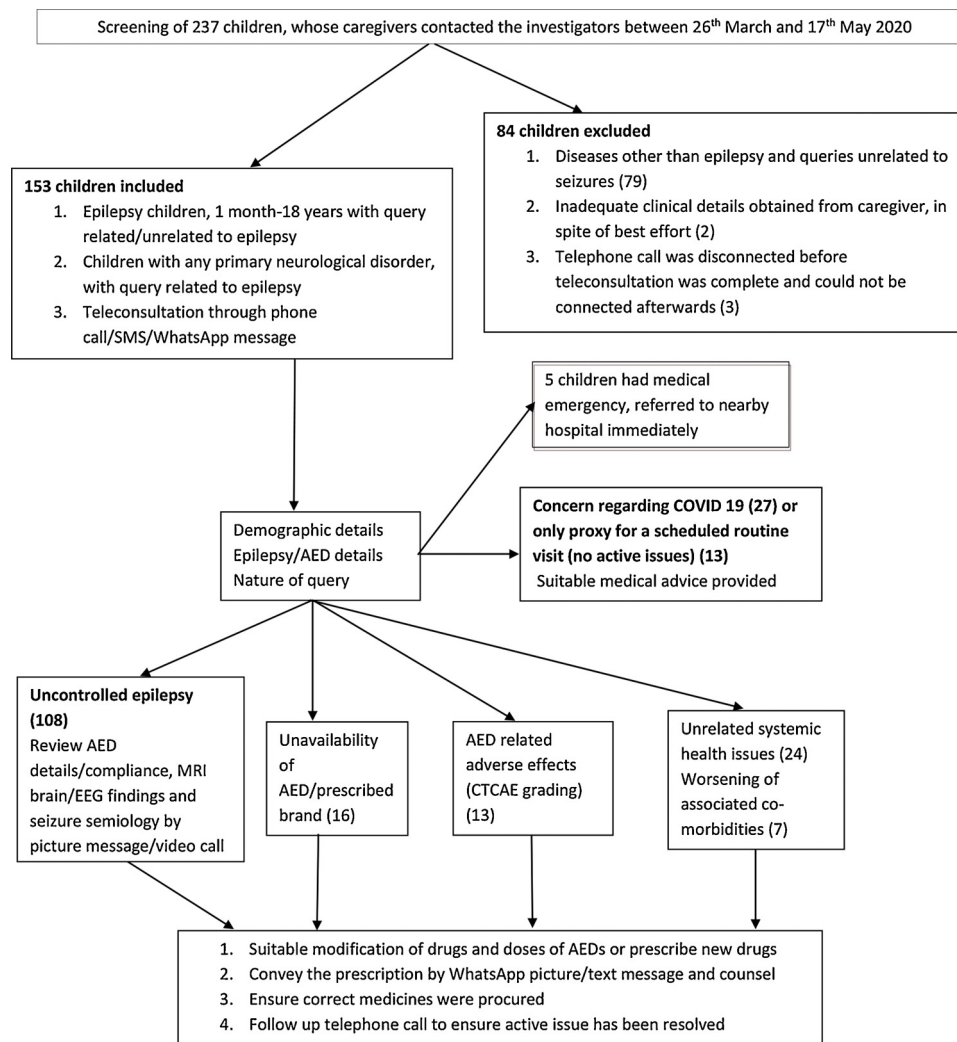 Screening of 237 children, whose caregivers contacted the investigators between 26th March and 17th May 2020
84 children excluded
1. Diseases other than epilepsy and queries unrelated to
seizures (79)
2. Inadequate clinical details obtained from caregiver, in
spite of best effort (2)
3. Telephone call was disconnected before
teleconsultation was complete and could not be
connected afterwards (3)
153 children included
1. Epilepsy children, 1 month-18 years with query
related/unrelated to epilepsy
2. Children with any primary neurological disorder,
with query related to epilepsy
3. Teleconsultation through phone
call/SMS/WhatsApp message
5 children had medical
emergency, referred to nearby
hospital immediately
Concern regarding COVID 19 (27) or
only proxy for a scheduled routine
visit (no active issues) (13)
Suitable medical advice provided
Demographic details
Epilepsy/AED details
Nature of query
Uncontrolled epilepsy
(108)
Review AED
details/compliance, MRI
brain/EEG findings and
seizure semiology by
picture message/video call
Unavailability
of
AED/prescribed
brand (16)
AED related
adverse effects
(CTCAE grading)
(13)
Unrelated systemic
health issues (24)
Worsening of
associated co-
morbidities (7)
1. Suitable modification of drugs and doses of AEDs or prescribe new drugs
2. Convey the prescription by WhatsApp picture/text message and counsel
3. Ensure correct medicines were procured
4. Follow up telephone call to ensure active issue has been resolved